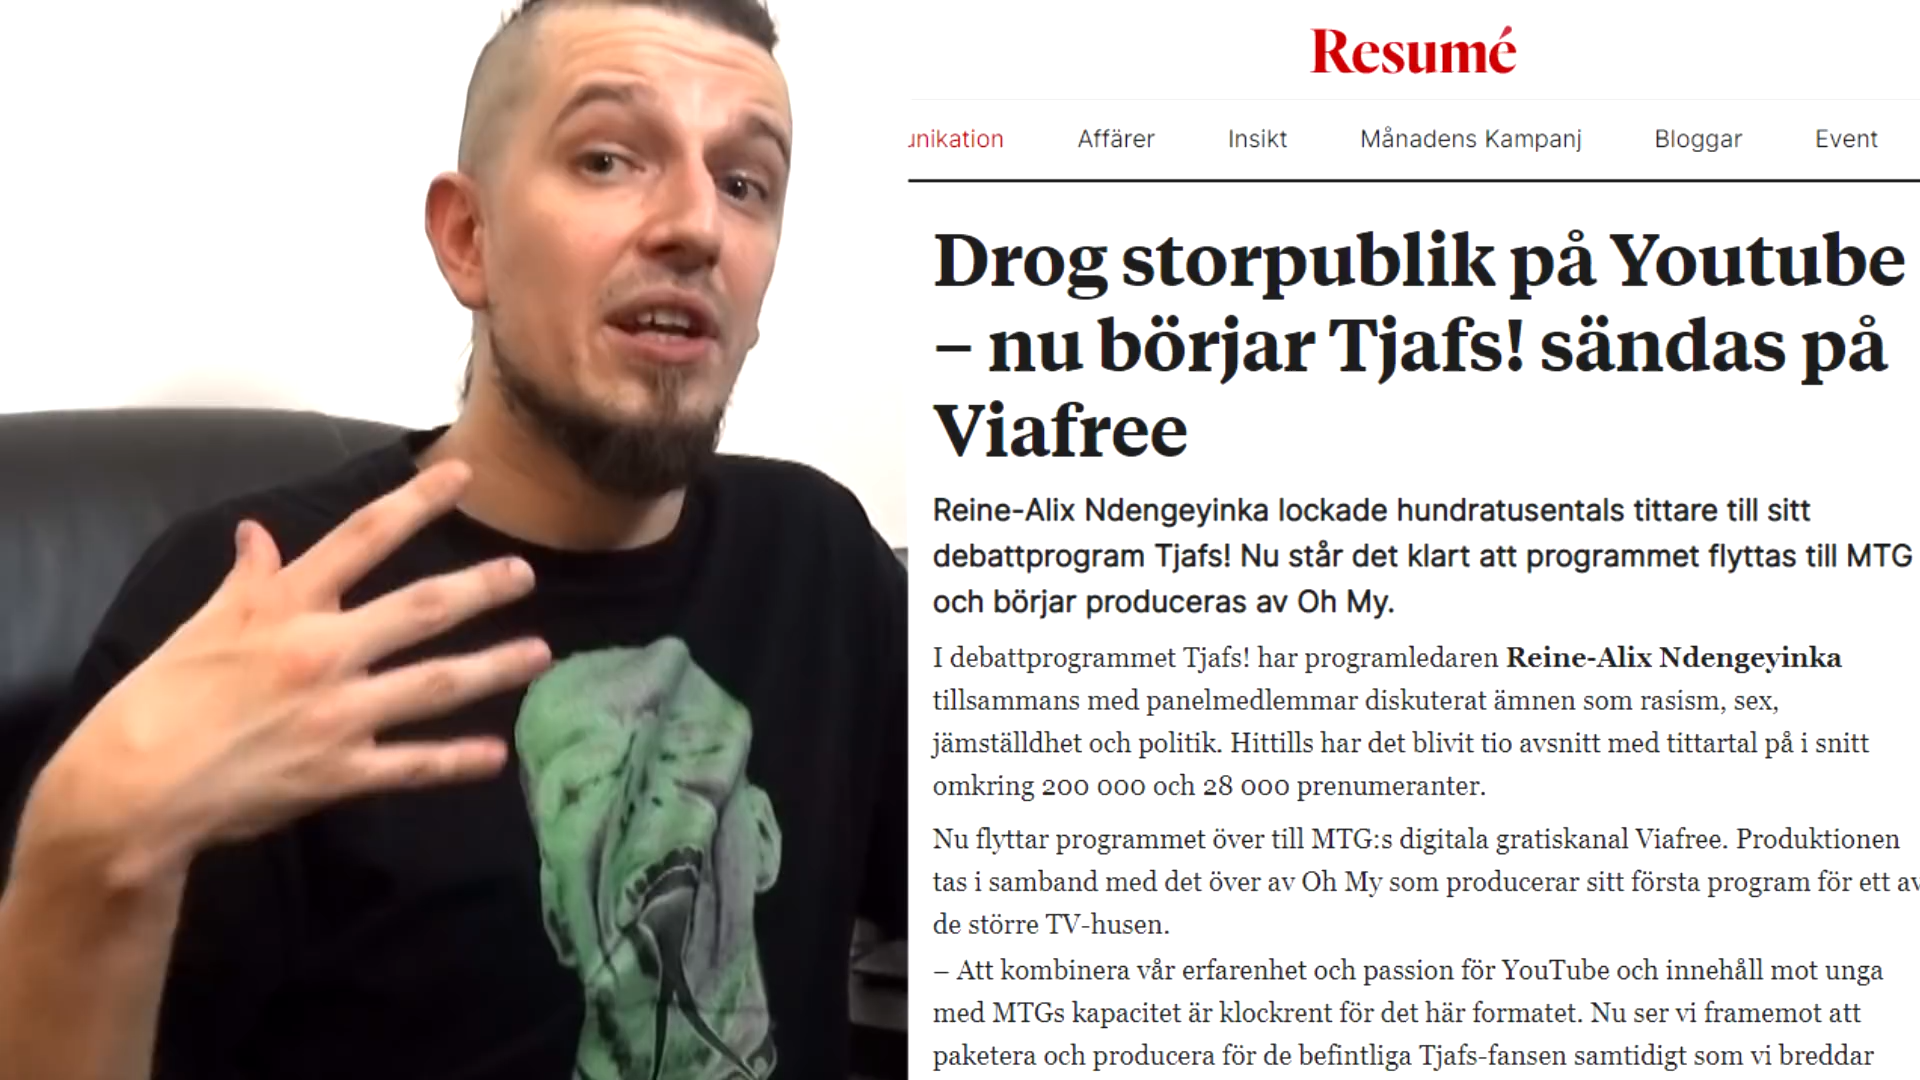 Resumé
unikation Affärer Insikt Månadens Kampanj Bloggar Event
Drog storpublik på Youtube
– nu börjar Tjafs! sändas på
Viafree
Reine-Alix Ndengeyinka lockade hundratusentals tittare till sitt
debattprogram Tjafs! Nu står det klart att programmet flyttas till MTG
och börjar produceras av Oh My.
I debattprogrammet Tjafs! har programledaren Reine-Alix Ndengeyinka
tillsammans med panelmedlemmar diskuterat ämnen som rasism, sex,
jämställdhet och politik. Hittills har det blivit tio avsnitt med tittartal på i snitt
omkring 200 000 och 28 000 prenumeranter.
Nu flyttar programmet över till MTG:s digitala gratiskanal Viafree. Produktionen
tas i samband med det över av Oh My som producerar sitt första program för ett av
de större TV-husen.
– Att kombinera vår erfarenhet och passion för YouTube och innehåll mot unga
med MTGs kapacitet är klockrent för det här formatet. Nu ser vi framemot att
paketera och producera för de befintliga Tjafs-fansen samtidigt som vi breddar